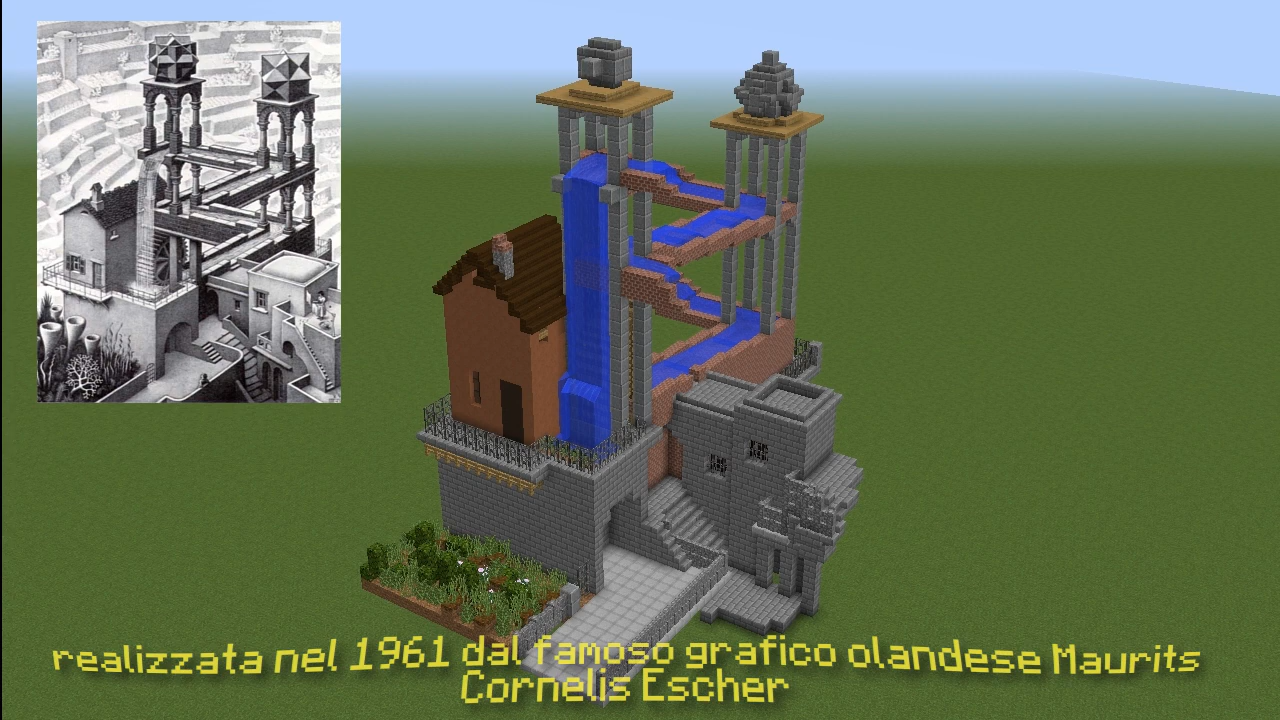 realizzata nel 1961 dal famoso grafico olandese Maurits
Cornelis Escher